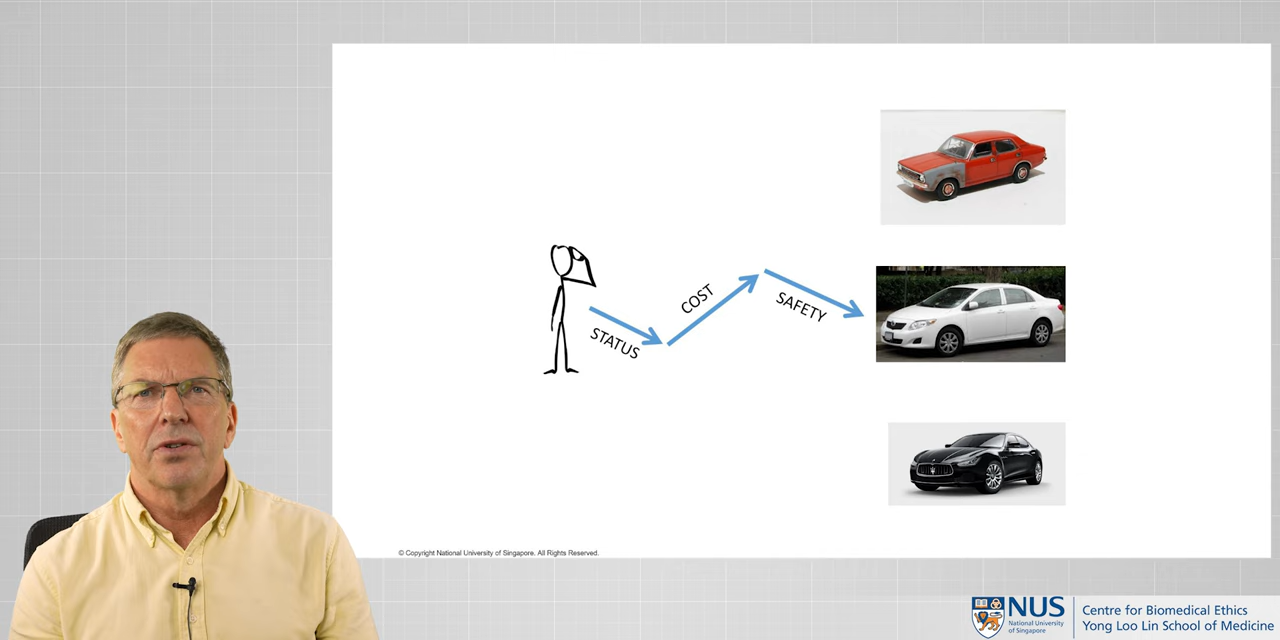 STATUS
COST
SAFETY
© Copyright National University of Singapore. All Rights Reserved.
NUS
National University
of Singapore
Centre for Biomedical Ethics
Yong Loo Lin School of Medicine